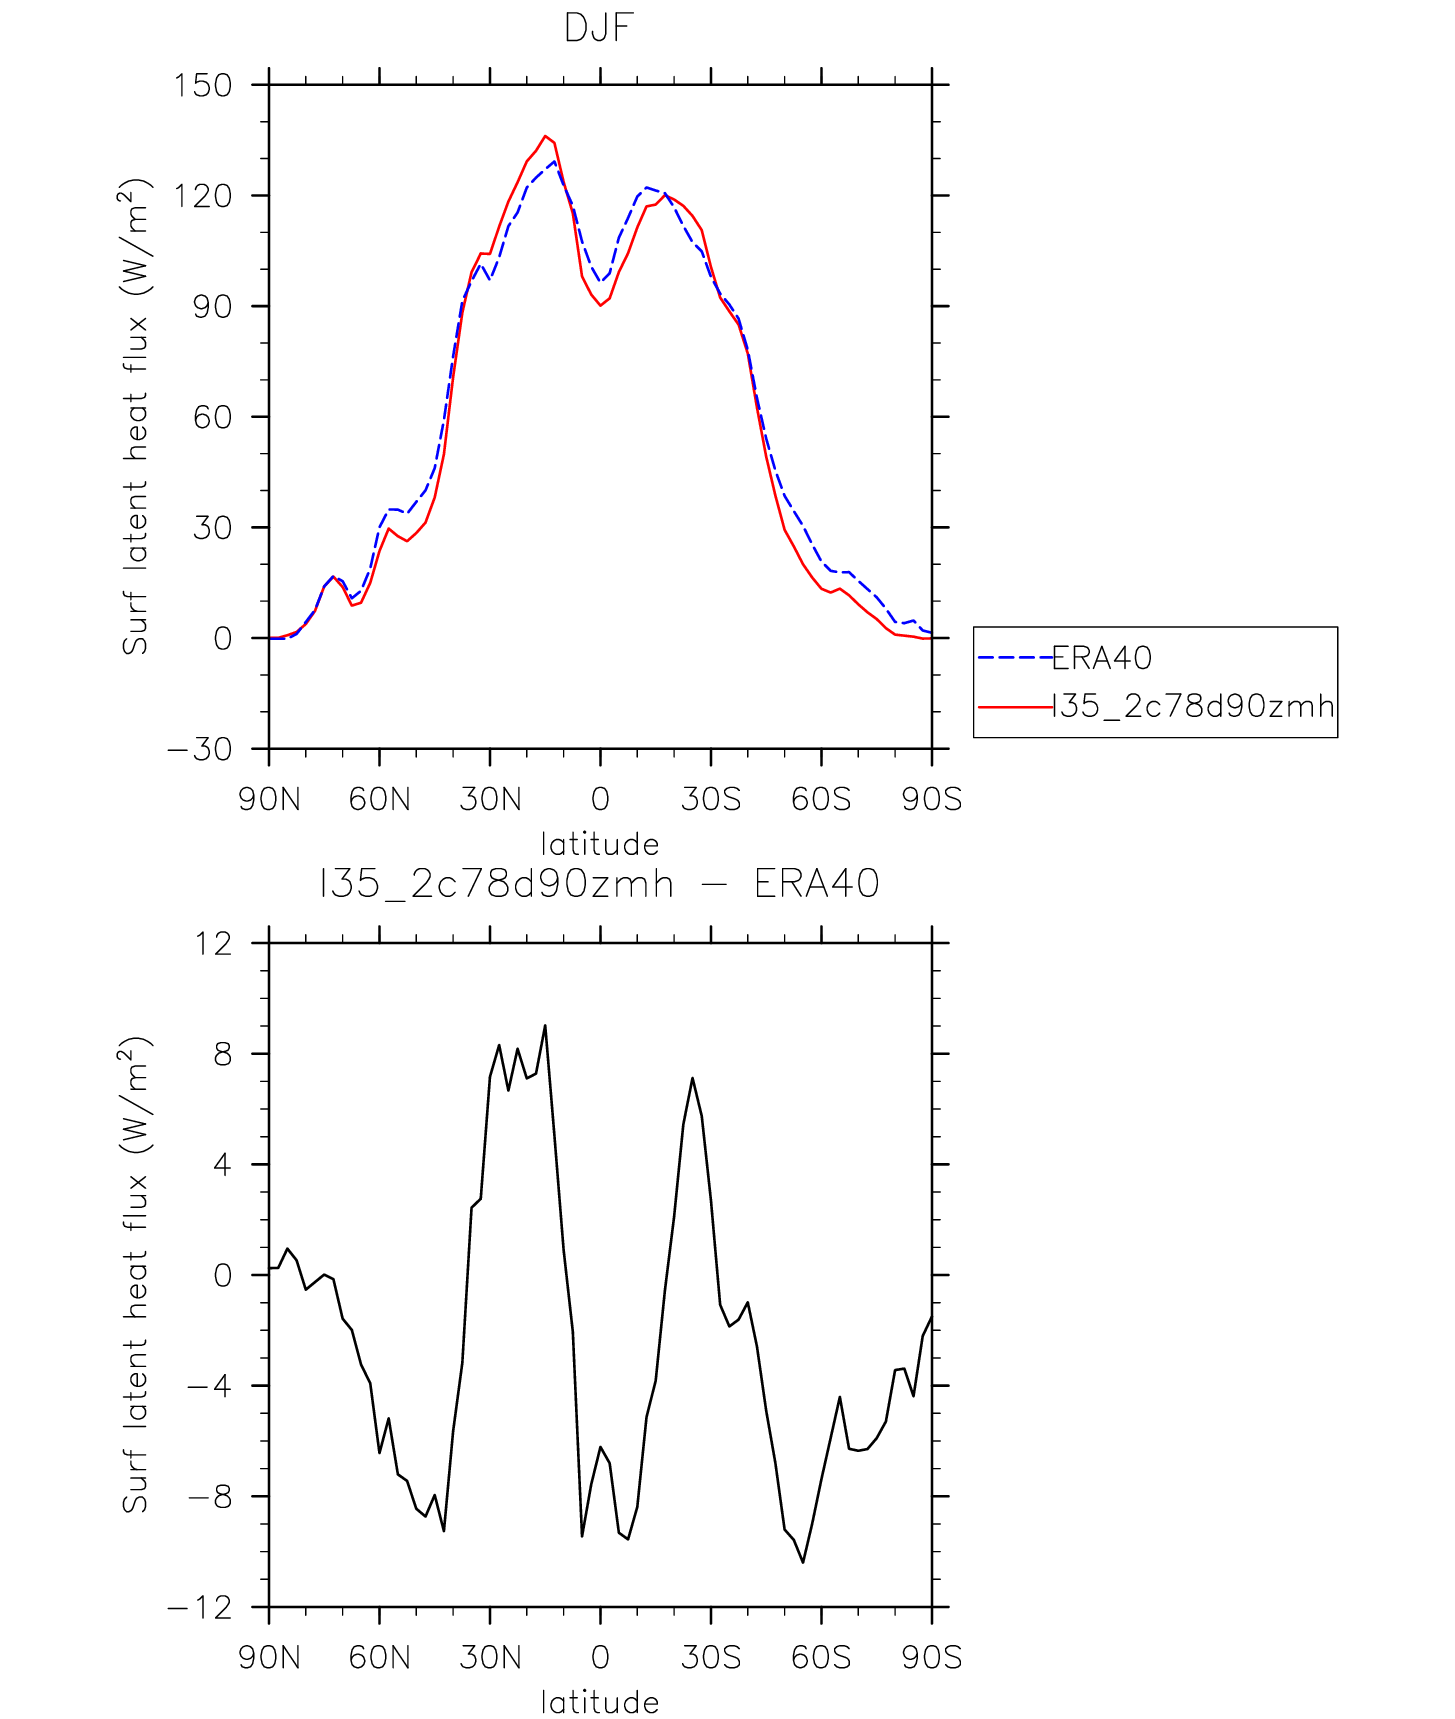 DJF
150
120
90
60
30
0
−30
Surf latent heat flux (W/m²)
90N 60N 30N 0 30S 60S 90S
latitude
ERA40
I35_2c78d90zmh
I35_2c78d90zmh − ERA40
12
8
4
0
−4
−8
−12
Surf latent heat flux (W/m²)
90N 60N 30N 0 30S 60S 90S
latitude